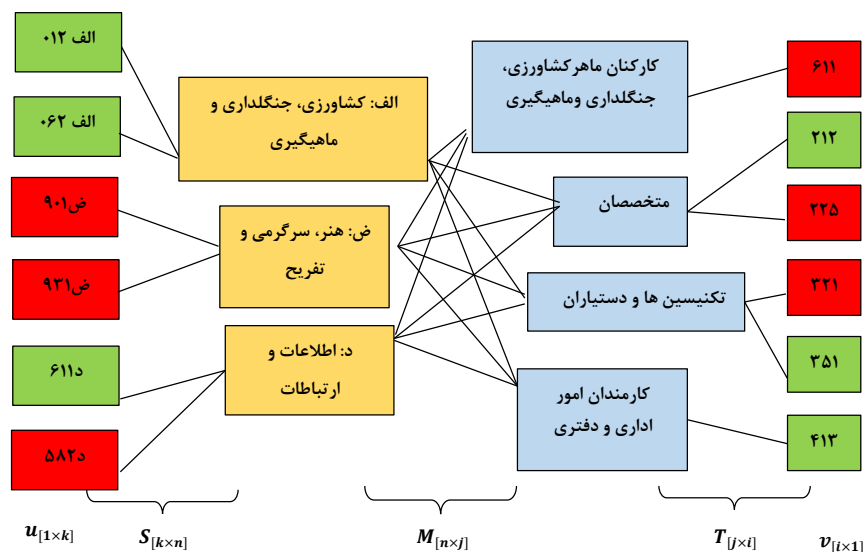 الف ۰۱۲
الف ۰۶۲
ض۹۰۱
ض۹۳۱
د۶۱۱
د۵۸۲
الف: کشاورزی، جنگلداری و
ماهیگیری
ض: هنر، سرگرمی و
تفریح
د: اطلاعات و
ارتباطات
کارکنان ماهرکشاورزی،
جنگلداری وماهیگیری
متخصصان
تکنیسین ها و دستیاران
کارمندان امور
اداری و دفتری
۶۱۱
۲۱۲
۲۲۵
۳۲۱
۳۵۱
۴۱۳
u[1×k]
S[k×n]
M[n×j]
T[j×i]
v[i×1]